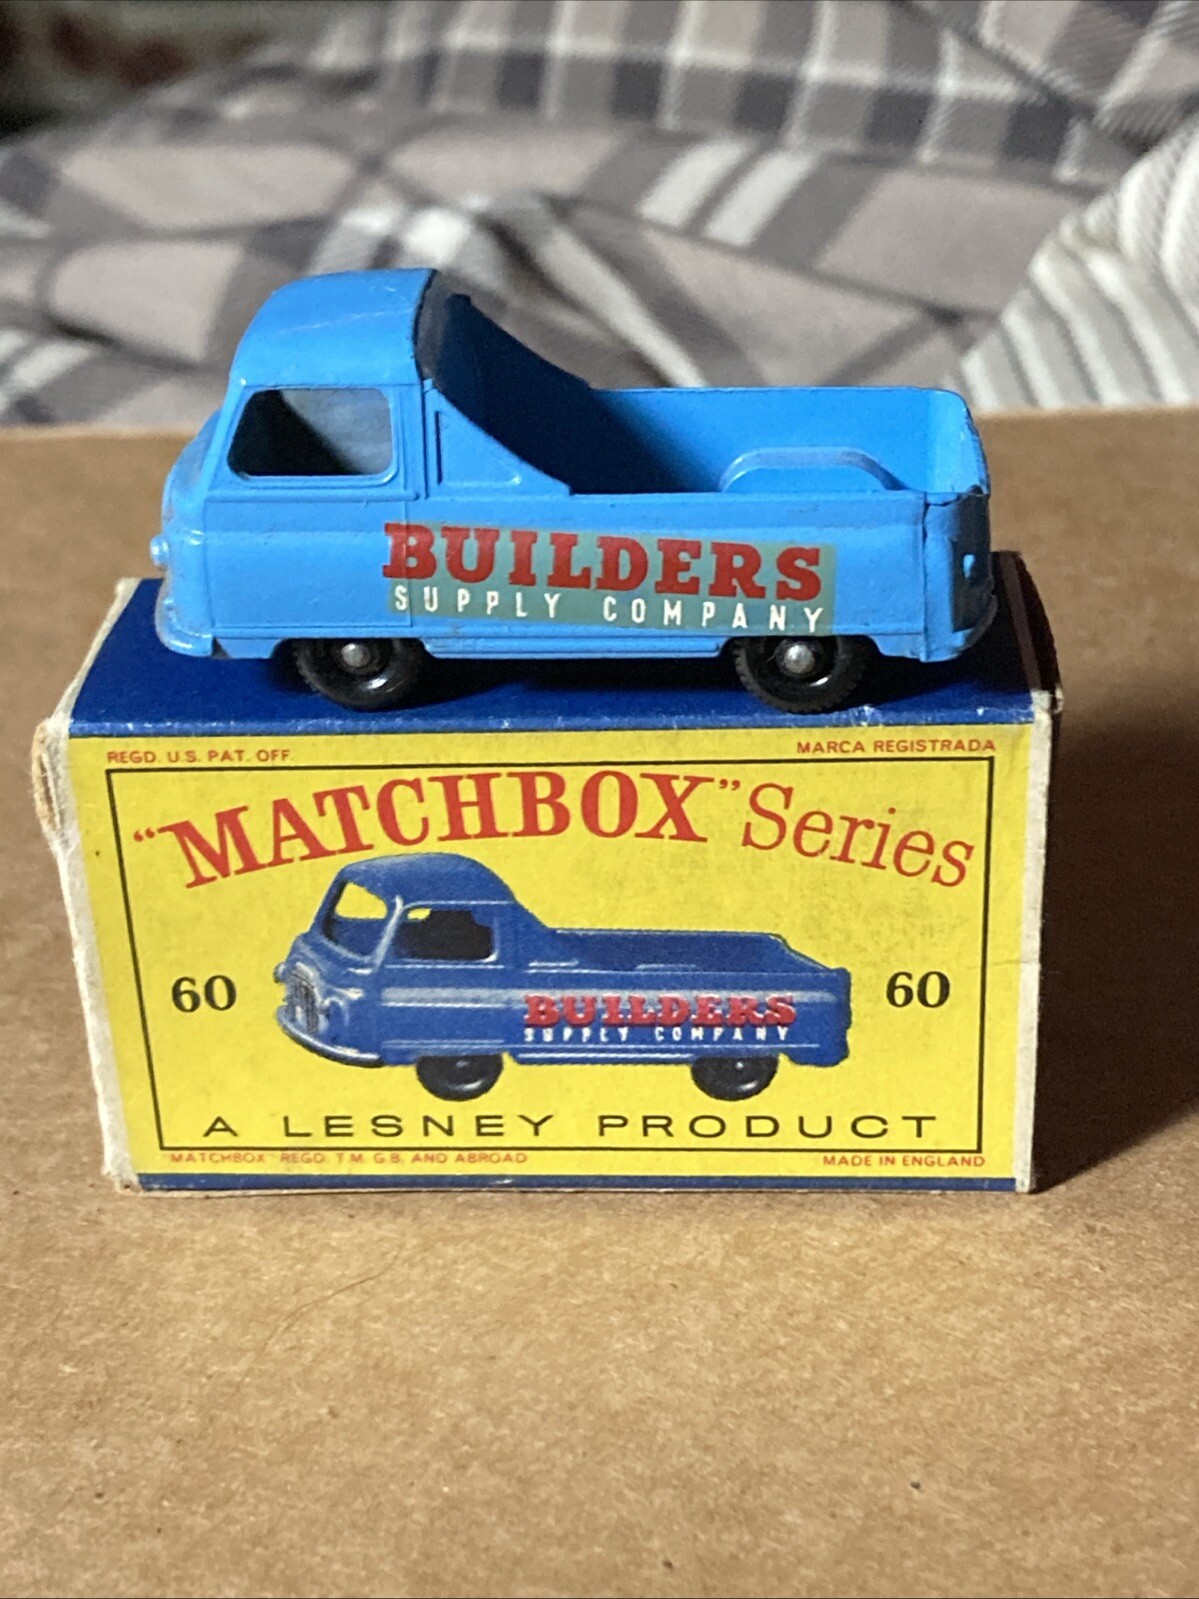 BUILDERS
SUPPLY COMPANY
REGD. U.S. PAT. OFF. MARCA REGISTRADA
"MATCHBOX" Series
60 60
BUILDERS
SUPPLY COMPANY
A LESNEY PRODUCT
"MATCHBOX" REGD. T.M. G.B. AND ABROAD MADE IN ENGLAND